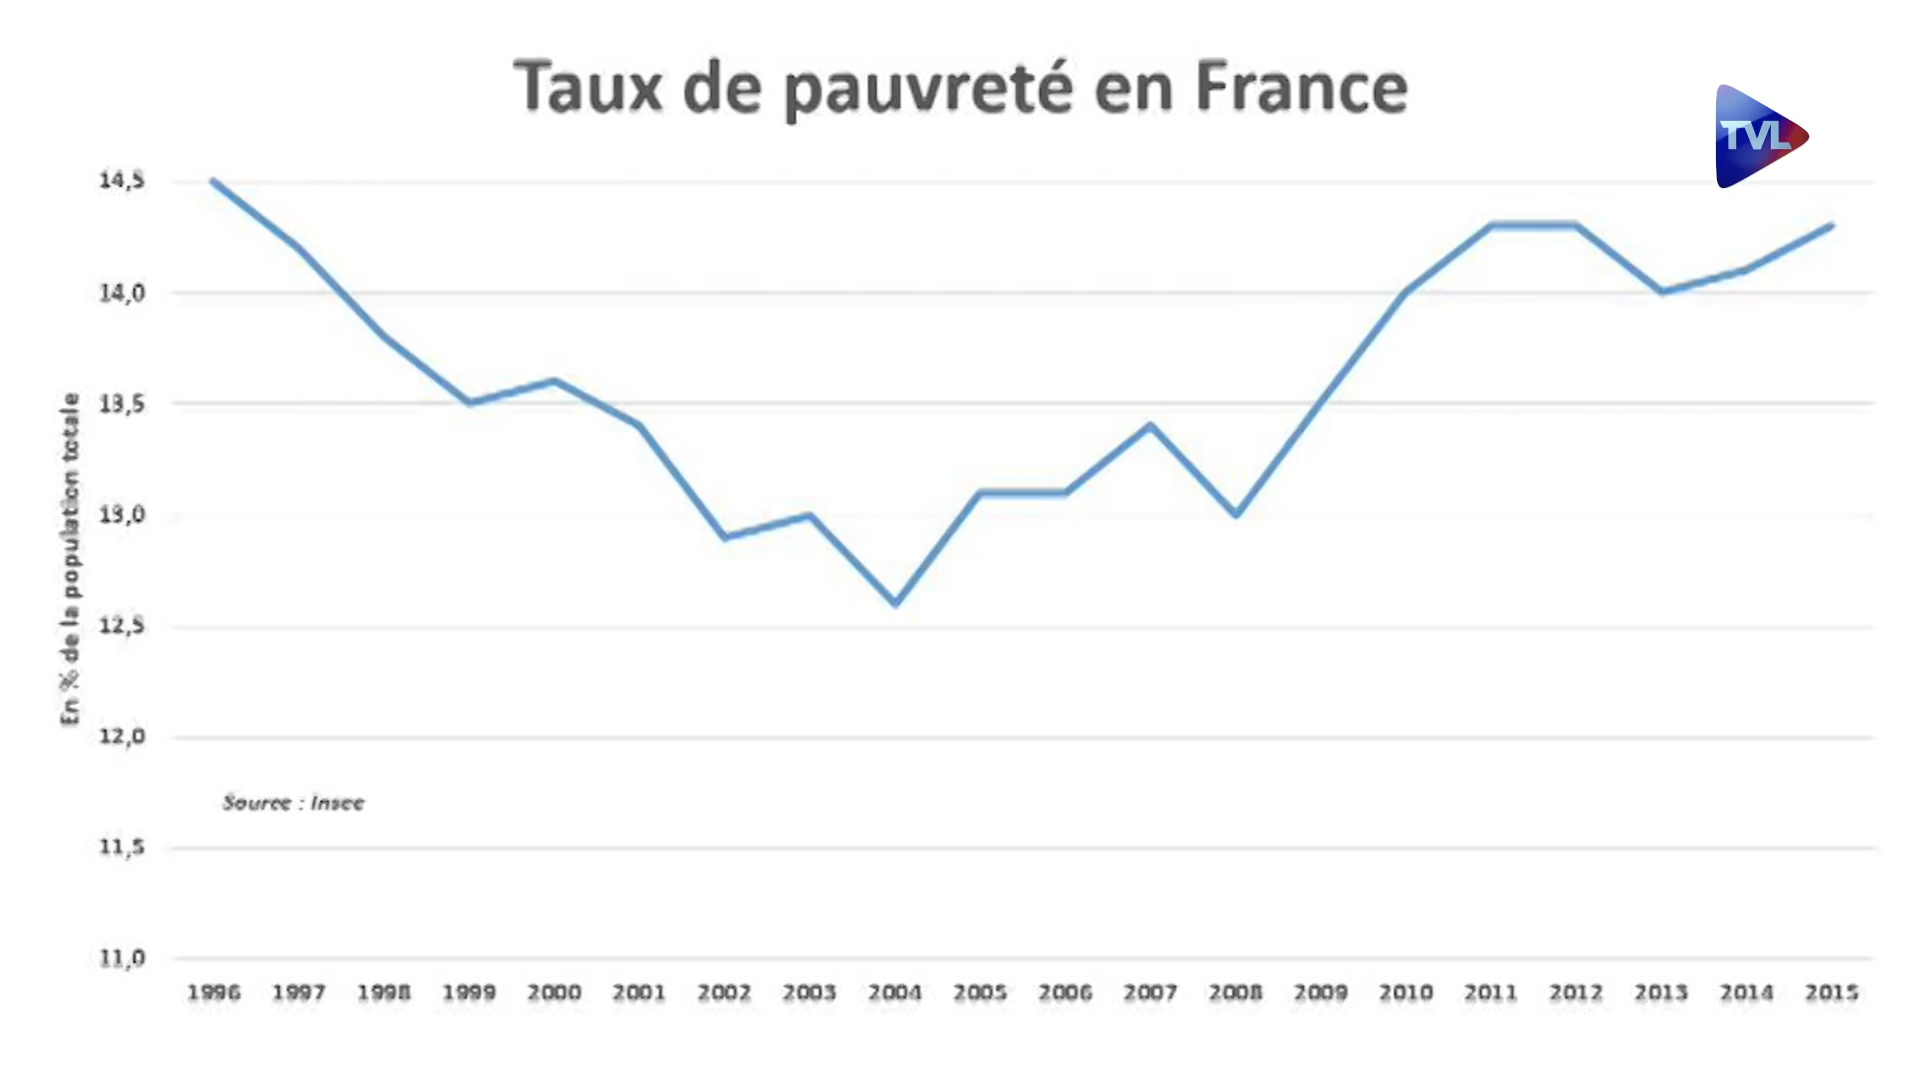 Taux de pauvreté en France
TVL
14,5
14,0
13,5
13,0
12,5
12,0
11,5
11,0
En % de la population totale
Source : Insee
1996 1997 1998 1999 2000 2001 2002 2003 2004 2005 2006 2007 2008 2009 2010 2011 2012 2013 2014 2015